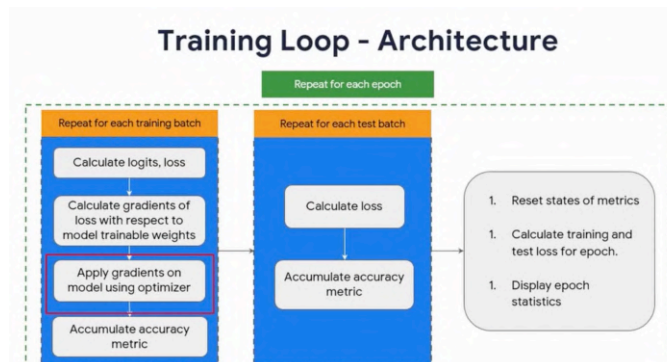 Training Loop - Architecture
Repeat for each epoch
Repeat for each training batch
Calculate logits, loss
Calculate gradients of
loss with respect to
model trainable weights
Apply gradients on
model using optimizer
Accumulate accuracy
metric
Repeat for each test batch
Calculate loss
Accumulate accuracy
metric
1. Reset states of metrics
1. Calculate training and
test loss for epoch.
1. Display epoch
statistics